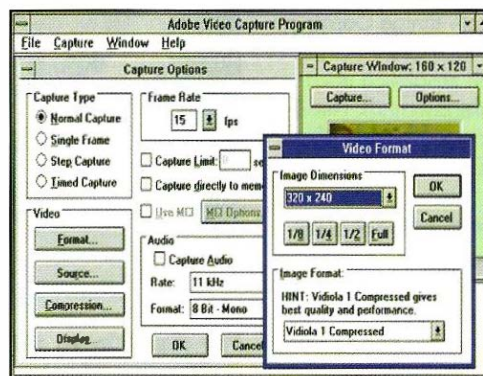 Adobe Video Capture Program
File Capture Window Help
Capture Options
Capture Type
Normal Capture
Single Frame
Step Capture
Timed Capture
Frame Rate
15 fps
Capture Limit: 0 se
Capture directly to mem
Use MCI MCI Options
Video
Format...
Source...
Compression...
Display...
Audio
Capture Audio
Rate: 11 kHz
Format: 8 Bit - Mono
OK Cancel
Capture Window: 160 x 120
Capture... Options...
Video Format
Image Dimensions
320 x 240
1/8 1/4 1/2 Full
OK
Cancel
Image Format:
HINT: Vidiola 1 Compressed gives
best quality and performance.
Vidiola 1 Compressed